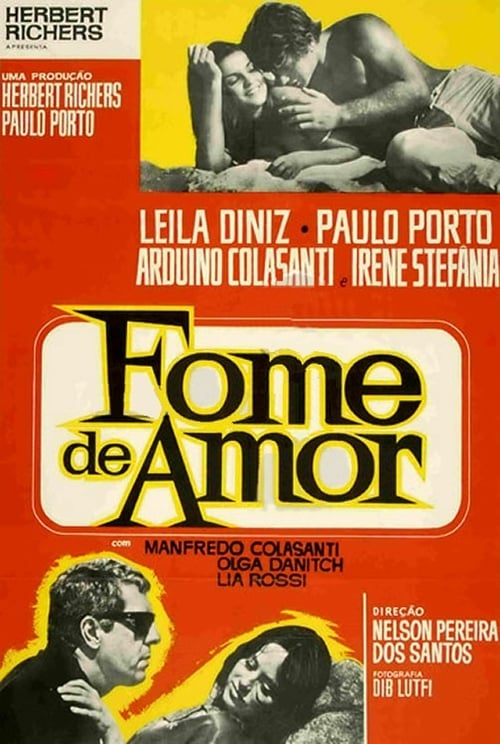 HERBERT
RICHERS
APRESENTA
UMA PRODUÇÃO
HERBERT RICHERS
PAULO PORTO
LEILA DINIZ • PAULO PORTO
ARDUINO COLASANTI e IRENE STEFÂNIA
Fome
de Amor
com MANFREDO COLASANTI
OLGA DANITCH
LIA ROSSI
DIREÇÃO
NELSON PEREIRA
DOS SANTOS
FOTOGRAFIA
DIB LUTFI